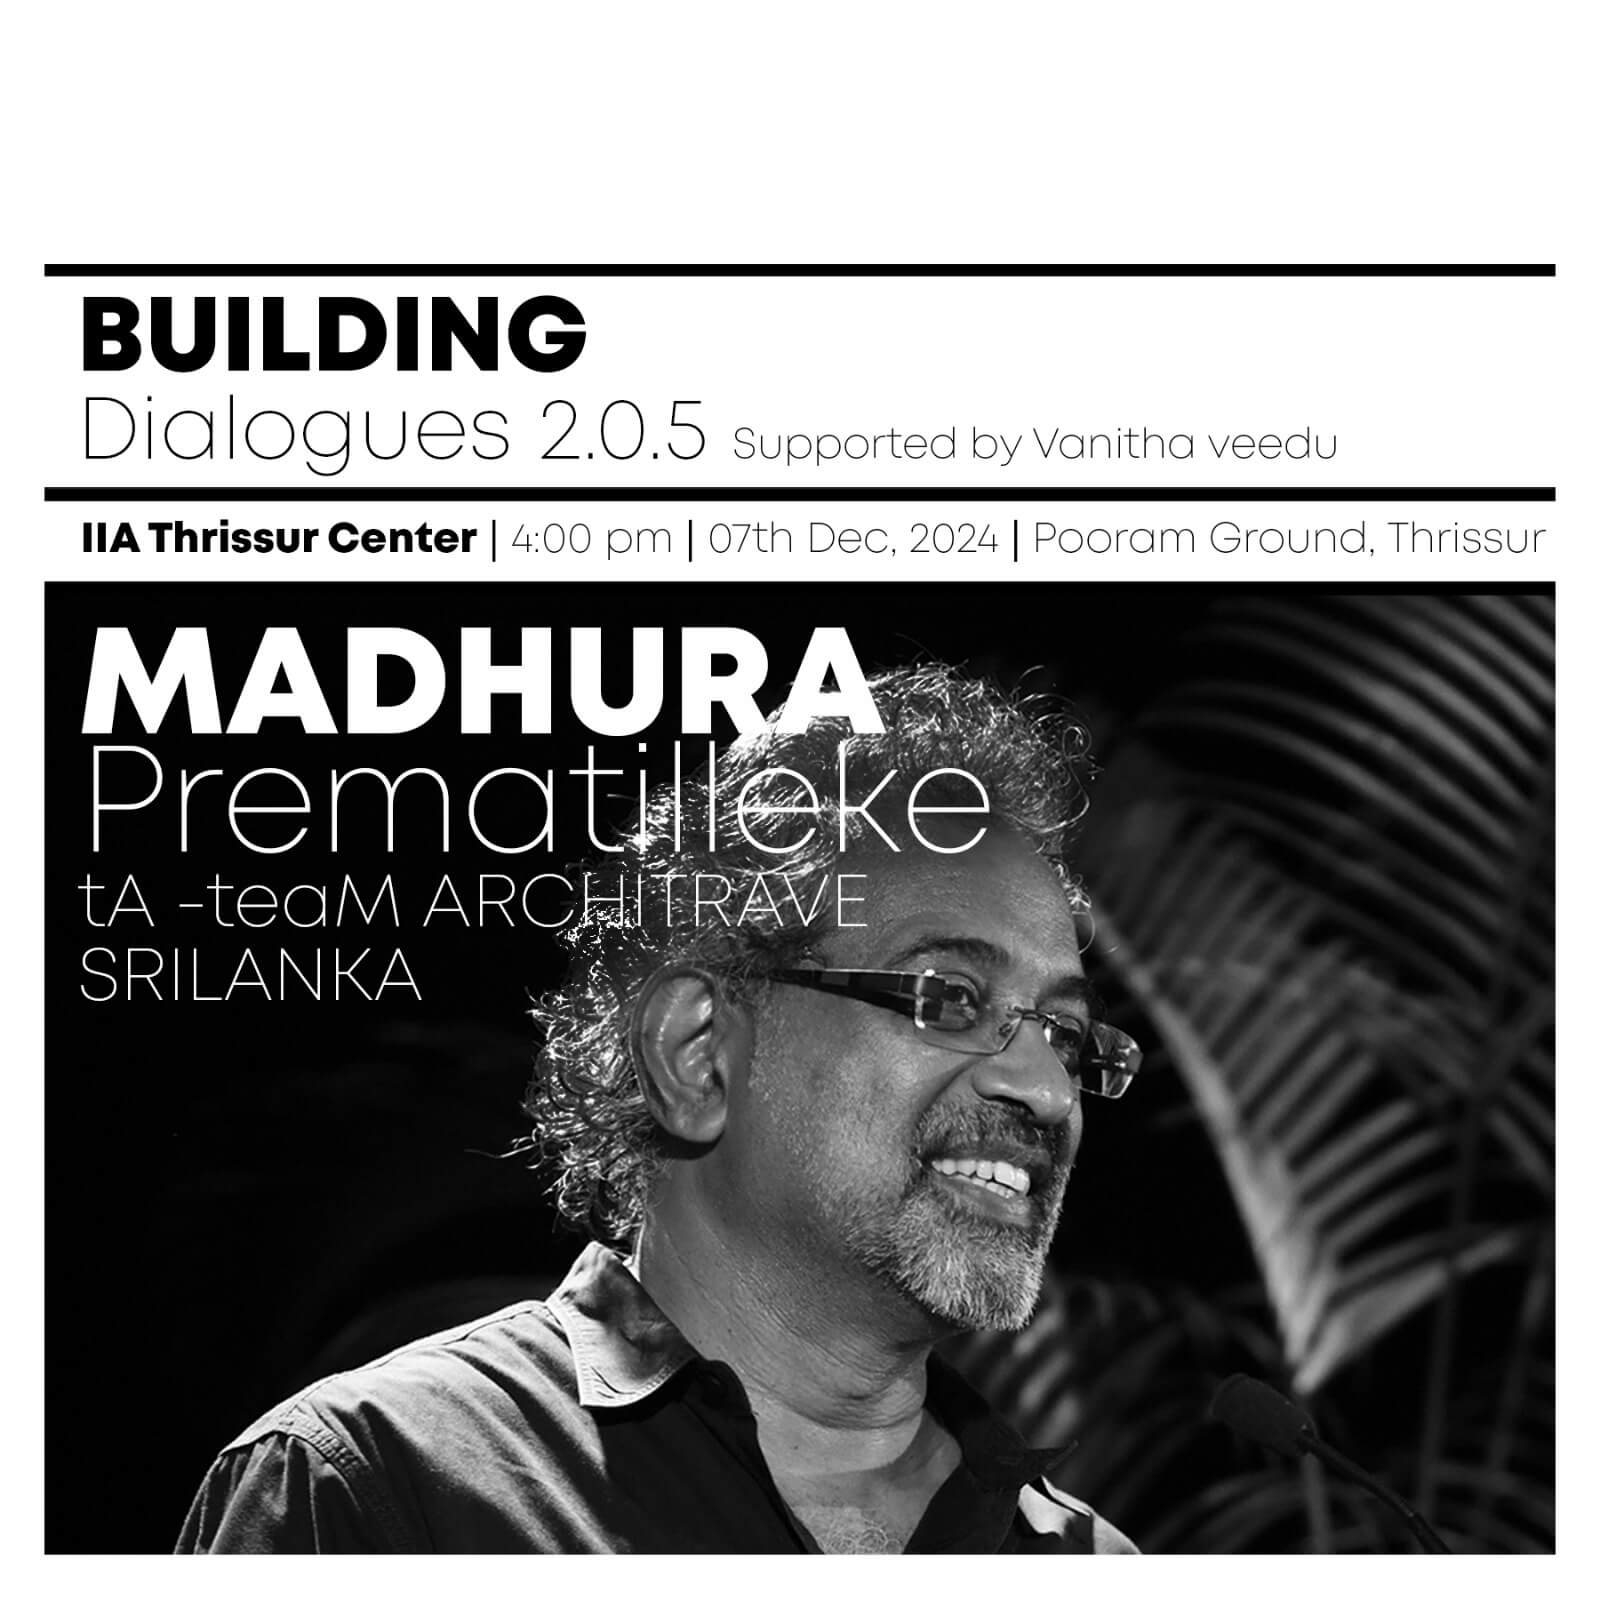 BUILDING
Dialogues 2.0.5 Supported by Vanitha veedu
IIA Thrissur Center | 4:00 pm | 07th Dec, 2024 | Pooram Ground, Thrissur
MADHURA
Prematilleke
tA -teaM ARCHITRAVE
SRILANKA